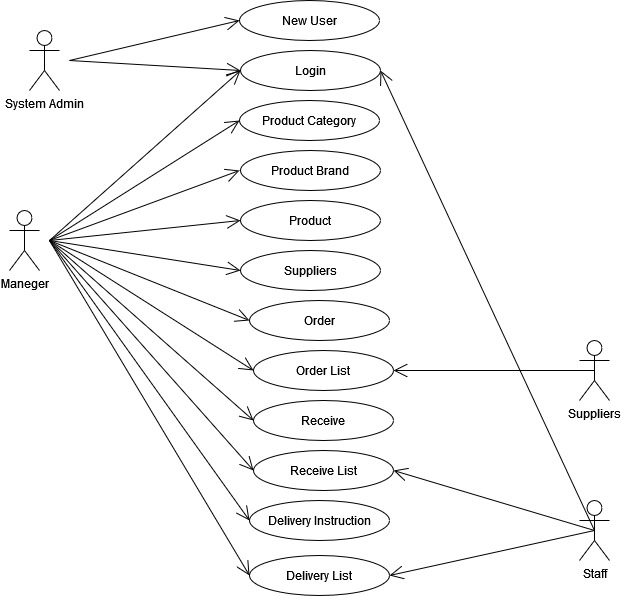 New User
Login
System Admin
Product Category
Product Brand
Product
Maneger
Suppliers
Order
Order List
Suppliers
Receive
Receive List
Delivery Instruction
Delivery List
Staff